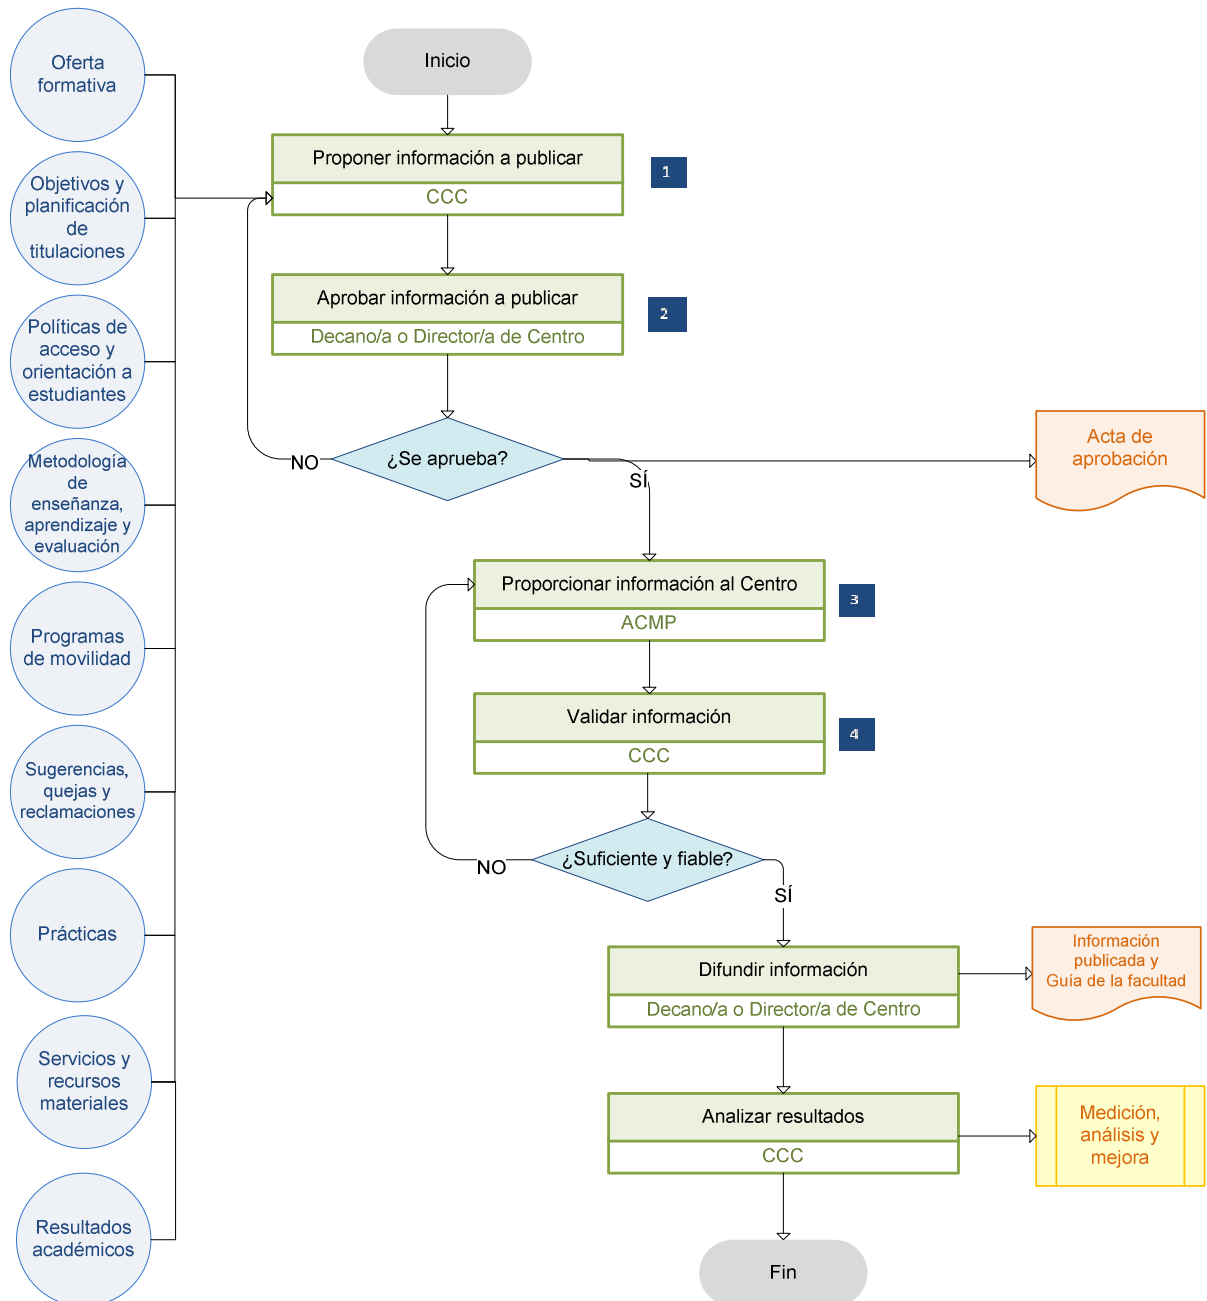 Oferta
formativa
Objetivos y
planificación
de
titulaciones
Políticas de
acceso y
orientación a
estudiantes
Metodología
de
enseñanza,
aprendizaje y
evaluación
Programas
de movilidad
Sugerencias,
quejas y
reclamaciones
Prácticas
Servicios y
recursos
materiales
Resultados
académicos
Inicio
Proponer información a publicar
CCC
1
Aprobar información a publicar
Decano/a o Director/a de Centro
2
¿Se aprueba?
NO
SÍ
Acta de
aprobación
Proporcionar información al Centro
ACMP
3
Validar información
CCC
4
¿Suficiente y fiable?
NO
SÍ
Difundir información
Decano/a o Director/a de Centro
Información
publicada y
Guía de la facultad
Analizar resultados
CCC
Medición,
análisis y
mejora
Fin